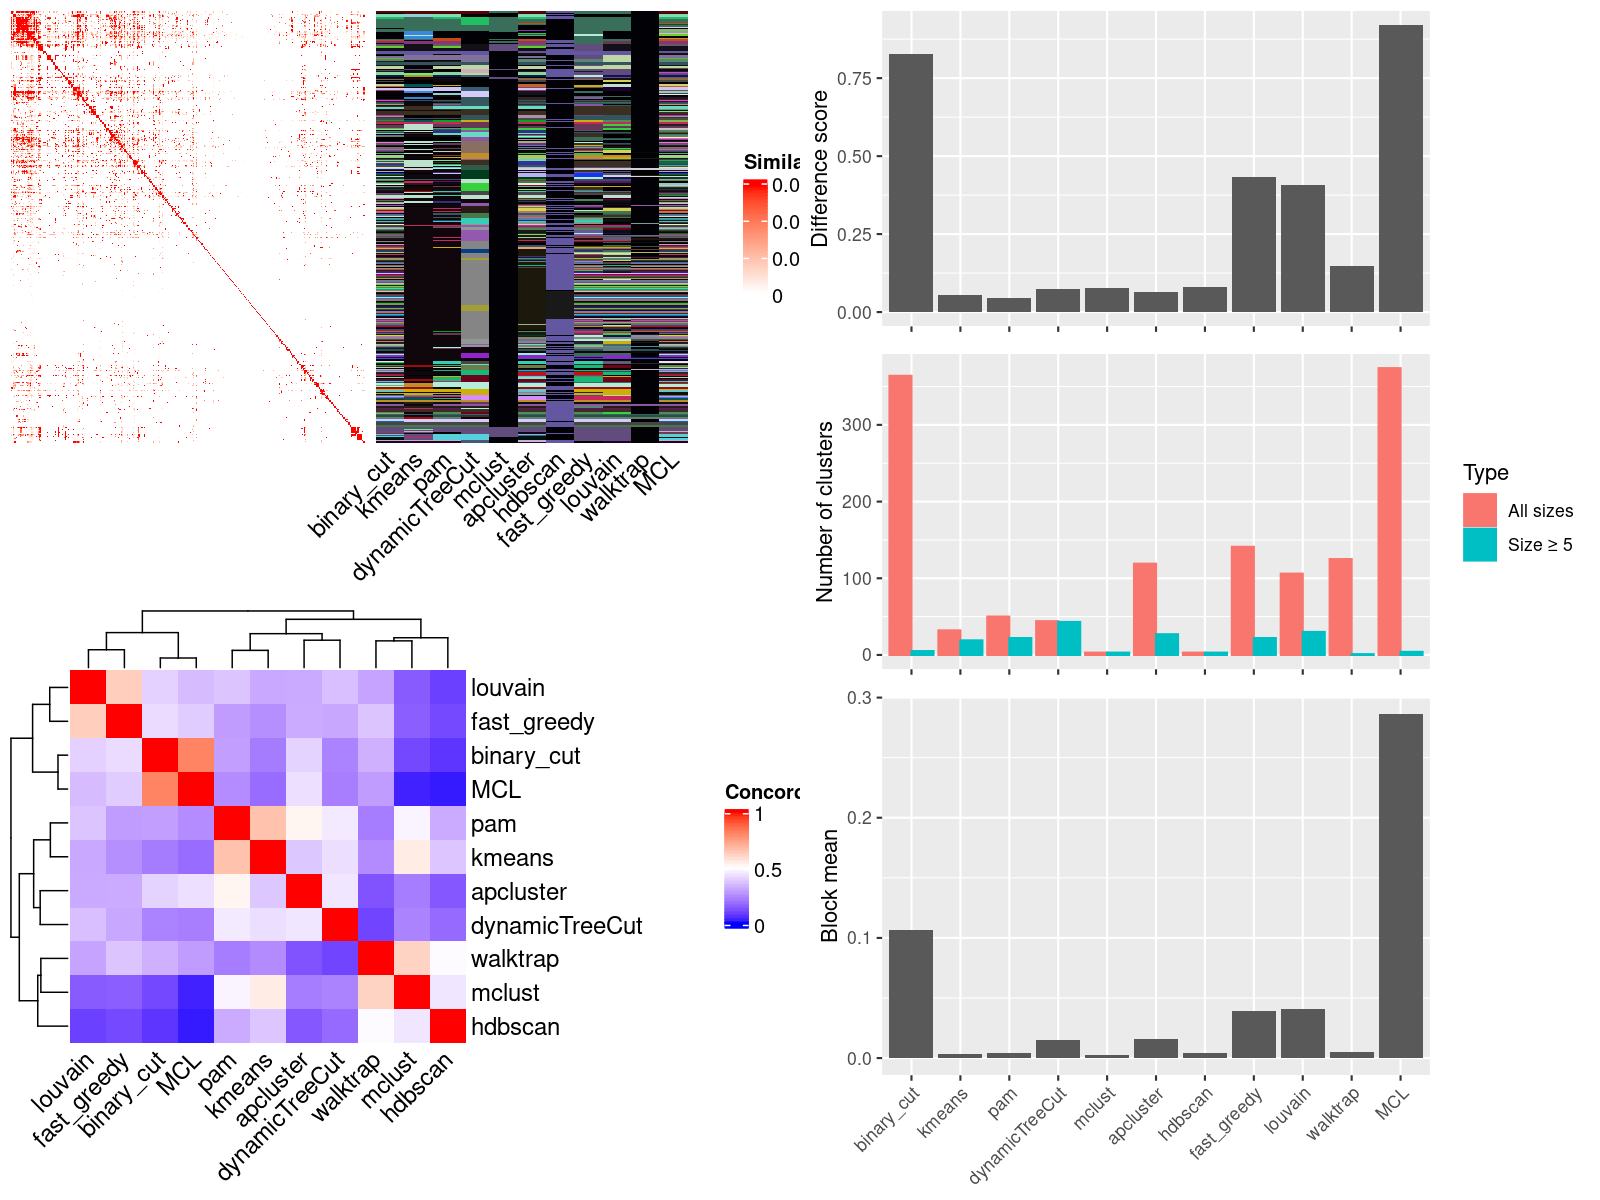 Simila
0.0
0.0
0.0
0
binary_cut
kmeans
pam
dynamicTreeCut
mclust
apcluster
hdbscan
fast_greedy
louvain
walktrap
MCL
Difference score
0.75
0.50
0.25
0.00
Number of clusters
300
200
100
0
Type
All sizes
Size ≥ 5
Block mean
0.3
0.2
0.1
0.0
binary_cut
kmeans
pam
dynamicTreeCut
mclust
apcluster
hdbscan
fast_greedy
louvain
walktrap
MCL
louvain
fast_greedy
binary_cut
MCL
pam
kmeans
apcluster
dynamicTreeCut
walktrap
mclust
hdbscan
Concord
1
0.5
0
louvain
fast_greedy
binary_cut
MCL
pam
kmeans
apcluster
dynamicTreeCut
walktrap
mclust
hdbscan